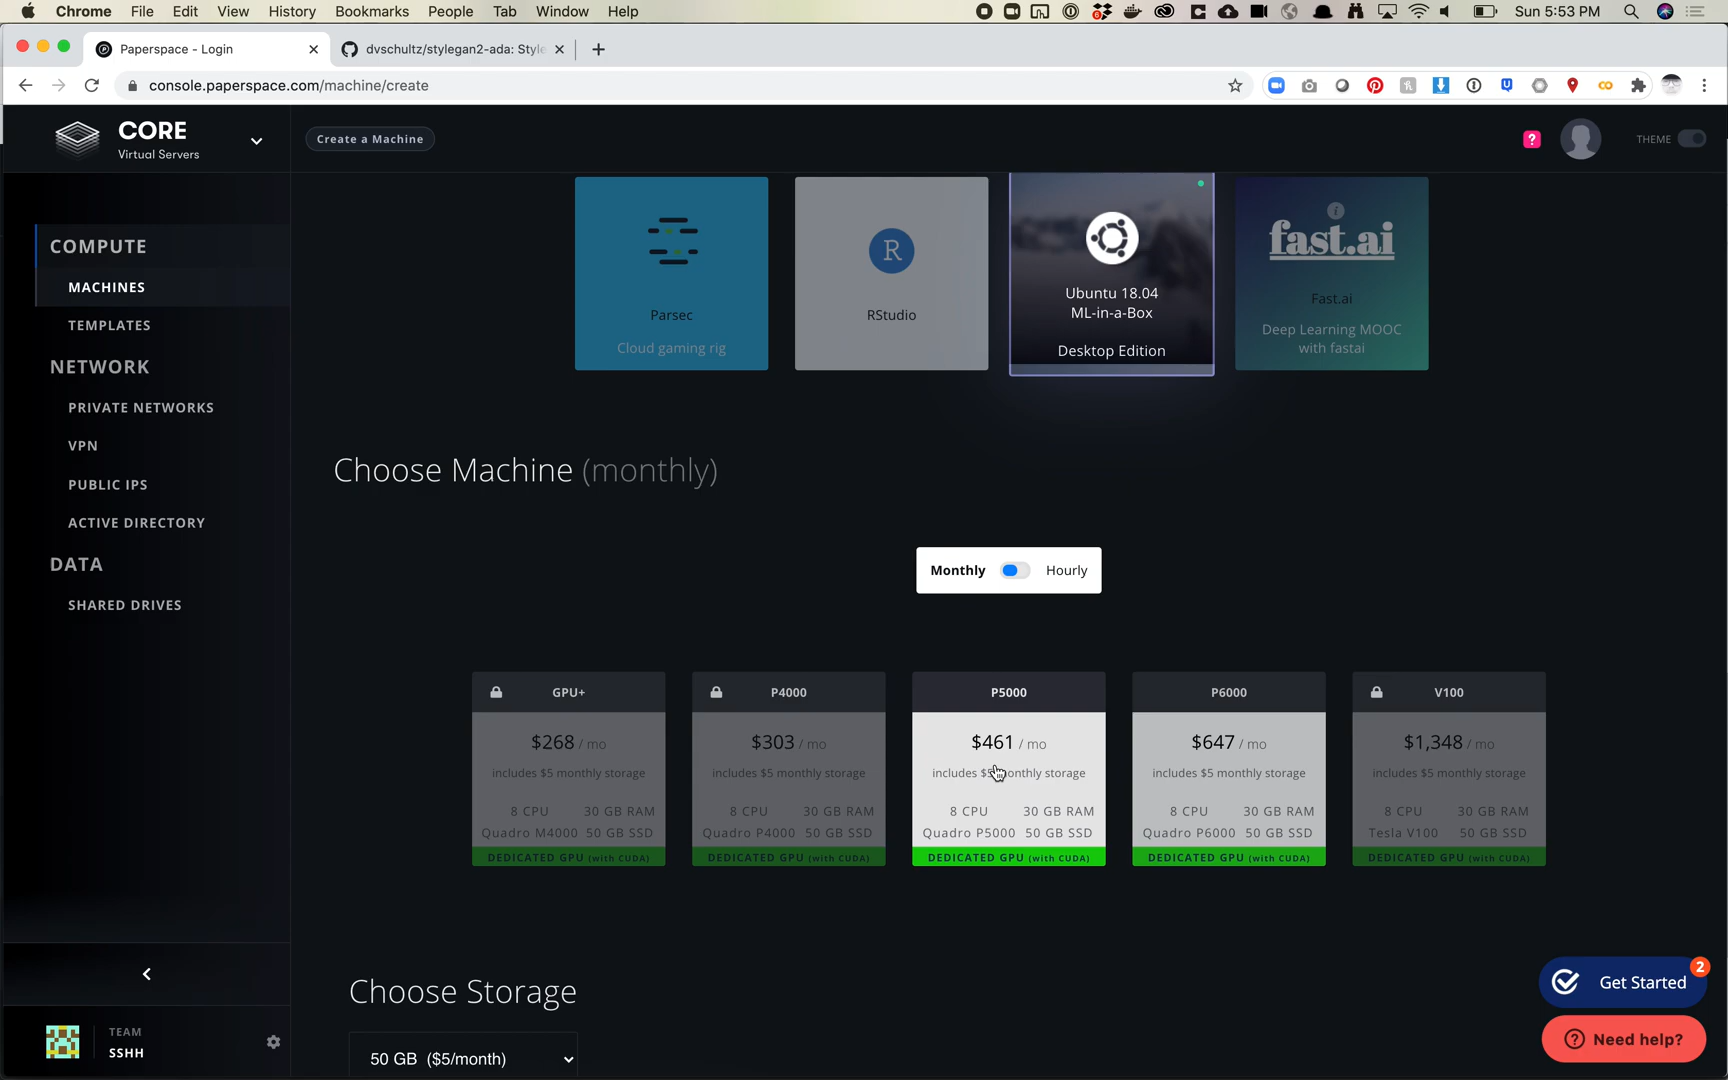 Chrome File Edit View History Bookmarks People Tab Window Help
Sun 5:53 PM
Paperspace - Login
dvschultz/stylegan2-ada: Style
console.paperspace.com/machine/create
CORE
Virtual Servers
Create a Machine
?
THEME
COMPUTE
MACHINES
TEMPLATES
NETWORK
PRIVATE NETWORKS
VPN
PUBLIC IPS
ACTIVE DIRECTORY
DATA
SHARED DRIVES
TEAM
SSHH
Parsec
Cloud gaming rig
R
RStudio
Ubuntu 18.04
ML-in-a-Box
Desktop Edition
fast.ai
Fast.ai
Deep Learning MOOC
with fastai
Choose Machine (monthly)
Monthly Hourly
GPU+
$268 / mo
includes $5 monthly storage
8 CPU 30 GB RAM
Quadro M4000 50 GB SSD
DEDICATED GPU (with CUDA)
P4000
$303 / mo
includes $5 monthly storage
8 CPU 30 GB RAM
Quadro P4000 50 GB SSD
DEDICATED GPU (with CUDA)
P5000
$461 / mo
includes $5 monthly storage
8 CPU 30 GB RAM
Quadro P5000 50 GB SSD
DEDICATED GPU (with CUDA)
P6000
$647 / mo
includes $5 monthly storage
8 CPU 30 GB RAM
Quadro P6000 50 GB SSD
DEDICATED GPU (with CUDA)
V100
$1,348 / mo
includes $5 monthly storage
8 CPU 30 GB RAM
Tesla V100 50 GB SSD
DEDICATED GPU (with CUDA)
Choose Storage
50 GB ($5/month)
Get Started
2
? Need help?